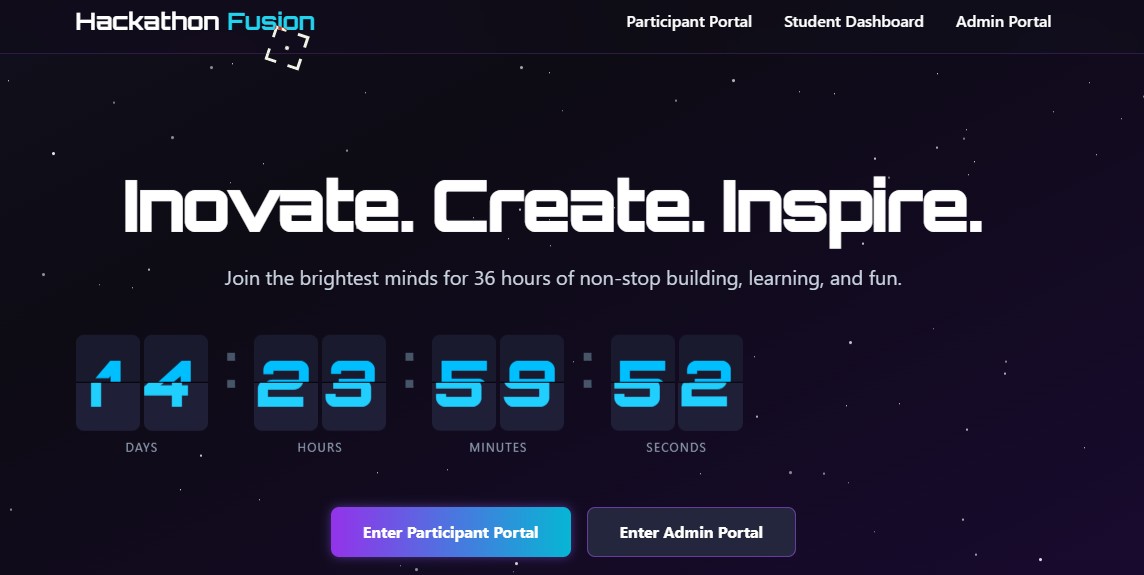 Hackathon Fusion
Participant Portal Student Dashboard Admin Portal
Inovate. Create. Inspire.
Join the brightest minds for 36 hours of non-stop building, learning, and fun.
14 : 23 : 59 : 52
DAYS HOURS MINUTES SECONDS
Enter Participant Portal Enter Admin Portal